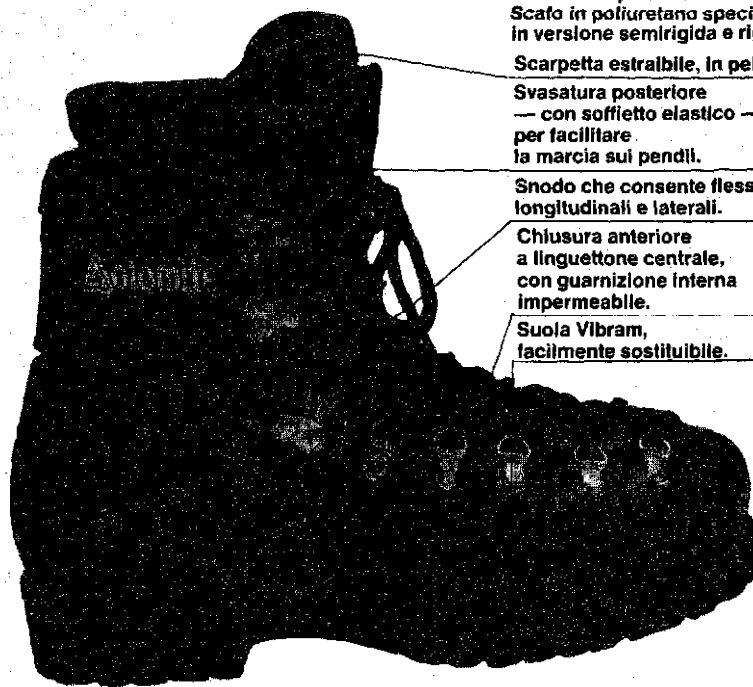 Scafo in poliuretano speci
in versione semirigida e rig
Scarpetta estraibile, in pel
Svasatura posteriore
— con soffietto elastico —
per facilitare
la marcia sui pendii.
Snodo che consente fless
longitudinali e laterali.
Chiusura anteriore
a linguettone centrale,
con guarnizione interna
impermeabile.
Suola Vibram,
facilmente sostituibile.
Dolomite